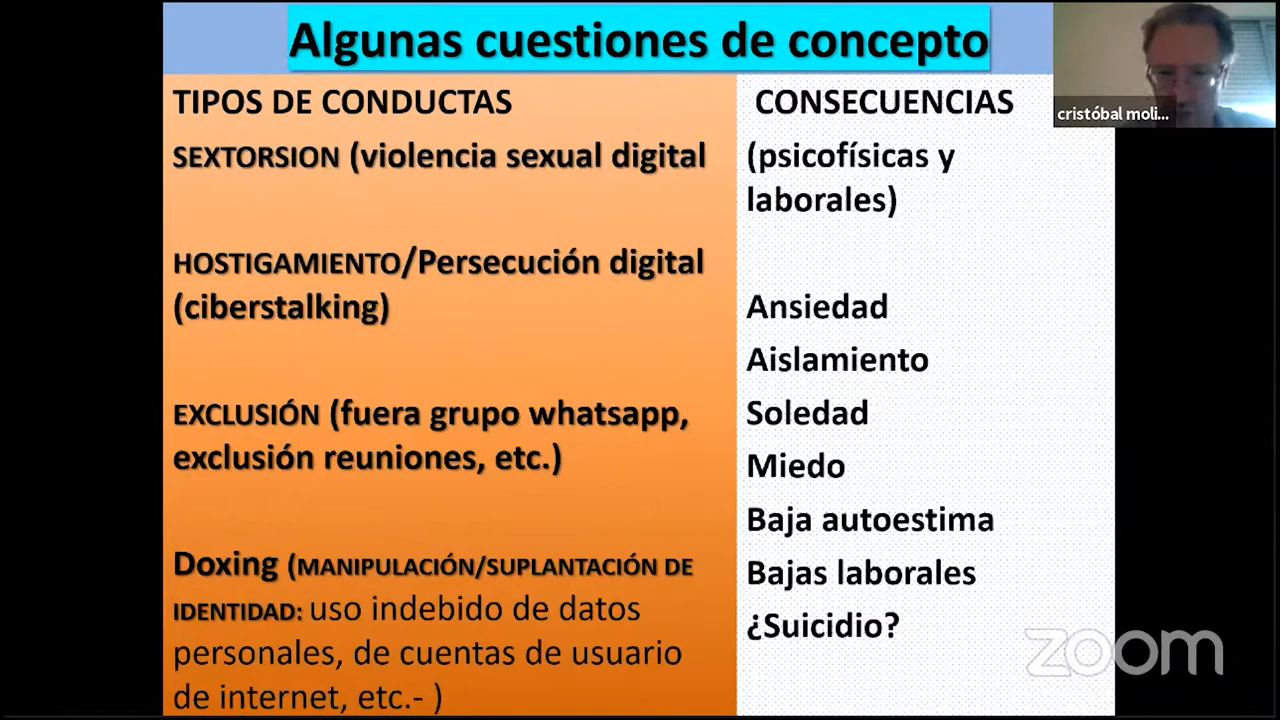 Algunas cuestiones de concepto
cristóbal moli...
TIPOS DE CONDUCTAS
SEXTORSION (violencia sexual digital
HOSTIGAMIENTO/Persecución digital
(ciberstalking)
EXCLUSIÓN (fuera grupo whatsapp,
exclusión reuniones, etc.)
Doxing (MANIPULACIÓN/SUPLANTACIÓN DE
IDENTIDAD: uso indebido de datos
personales, de cuentas de usuario
de internet, etc.- )
CONSECUENCIAS
(psicofísicas y
laborales)
Ansiedad
Aislamiento
Soledad
Miedo
Baja autoestima
Bajas laborales
¿Suicidio?
zoom